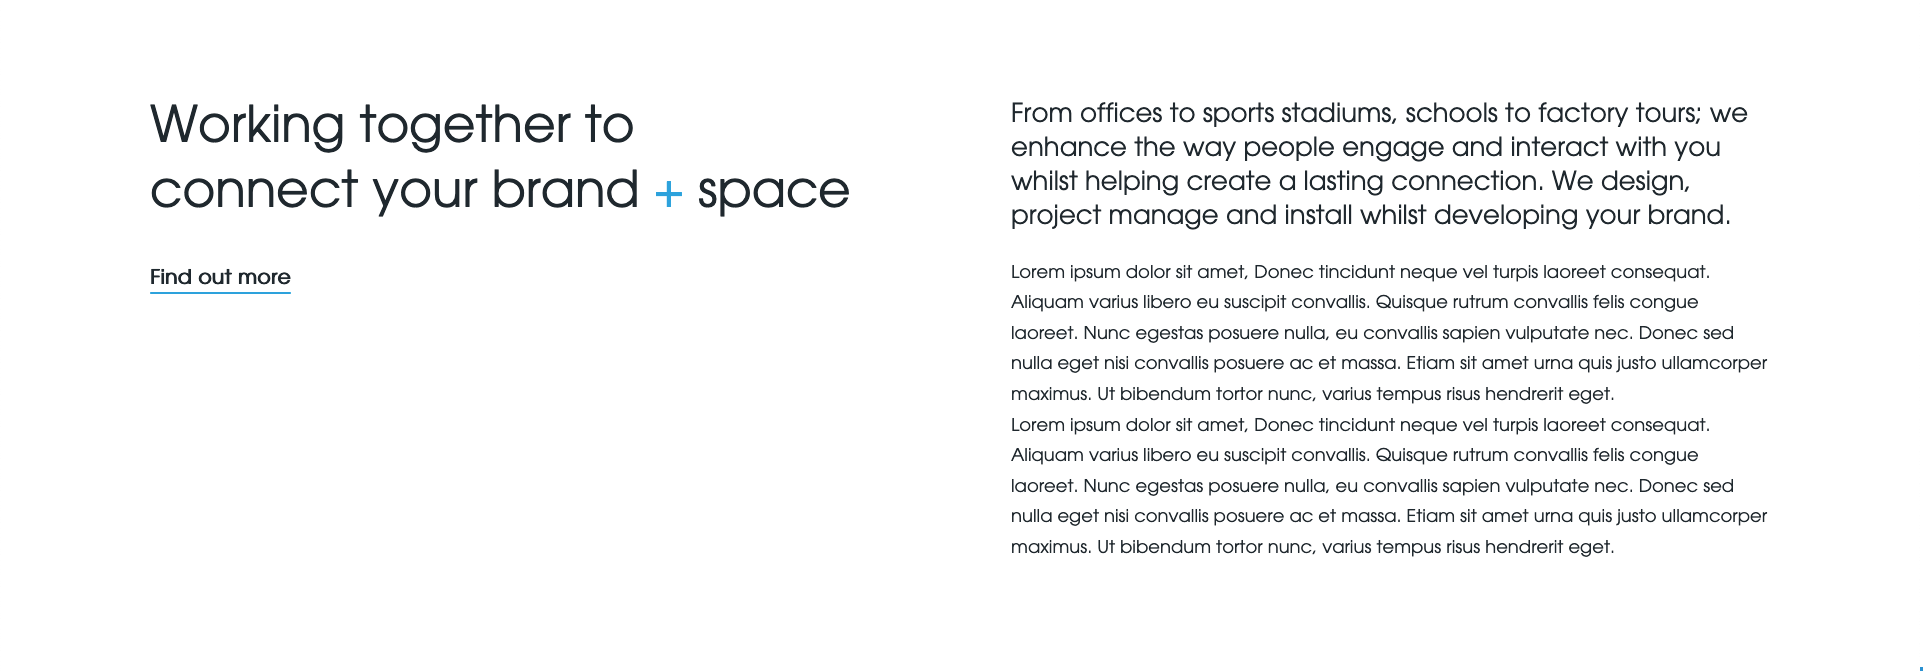 Working together to
connect your brand + space
Find out more
From offices to sports stadiums, schools to factory tours; we
enhance the way people engage and interact with you
whilst helping create a lasting connection. We design,
project manage and install whilst developing your brand.
Lorem ipsum dolor sit amet, Donec tincidunt neque vel turpis laoreet consequat.
Aliquam varius libero eu suscipit convallis. Quisque rutrum convallis felis congue
laoreet. Nunc egestas posuere nulla, eu convallis sapien vulputate nec. Donec sed
nulla eget nisi convallis posuere ac et massa. Etiam sit amet urna quis justo ullamcorper
maximus. Ut bibendum tortor nunc, varius tempus risus hendrerit eget.
Lorem ipsum dolor sit amet, Donec tincidunt neque vel turpis laoreet consequat.
Aliquam varius libero eu suscipit convallis. Quisque rutrum convallis felis congue
laoreet. Nunc egestas posuere nulla, eu convallis sapien vulputate nec. Donec sed
nulla eget nisi convallis posuere ac et massa. Etiam sit amet urna quis justo ullamcorper
maximus. Ut bibendum tortor nunc, varius tempus risus hendrerit eget.